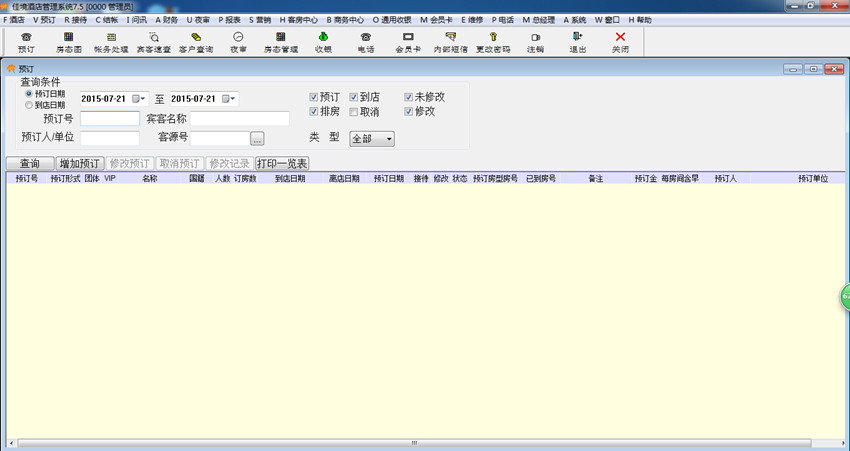 佳境酒店管理系统7.5 [0000 管理员]
F 酒店 V 预订 R 接待 C 结帐 I 问讯 A 财务 U 夜审 P 报表 S 营销 H 客房中心 B 商务中心 O 通用收银 M 会员卡 E 维修 P 电话 M 总经理 A 系统 W 窗口 H 帮助
预订 房态图 帐务处理 宾客速查 客户查询 夜审 房态管理 收银 电话 会员卡 内部短信 更改密码 注销 退出 关闭
预订
查询条件
预订日期 2015-07-21 至 2015-07-21 预订 到店 未修改
到店日期 排房 取消 修改
预订号 宾客名称
预订人/单位 客源号 ... 类 型 全部
查询 增加预订 修改预订 取消预订 修改记录 打印一览表
预订号 预订形式 团体 VIP 名称 国籍 人数 订房数 到店日期 离店日期 预订日期 接待 修改 状态 预订房型房号 已到房号 备注 预订金 每房间含早 预订人 预订单位